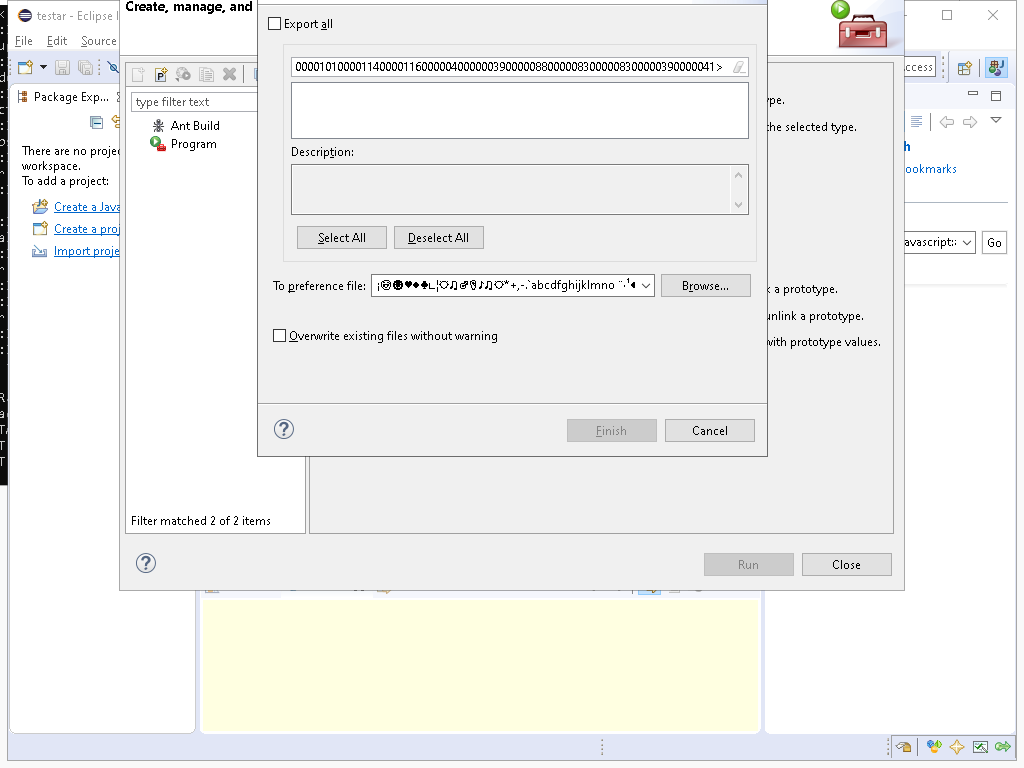 testar - Eclipse I
File Edit Source
Package Exp...
There are no proje
workspace.
To add a project:
Create a Java
Create a proj
Import proje
Create, manage, and
type filter text
Ant Build
Program
Filter matched 2 of 2 items
Export all
0000101000011400001160000040000003900000880000083000008300000390000041>
Description:
Select All
Deselect All
To preference file:
Browse...
Overwrite existing files without warning
Finish
Cancel
ype.
he selected type.
k a prototype.
unlink a prototype.
with prototype values.
Run
Close
ccess
h
ookmarks
avascript:
Go